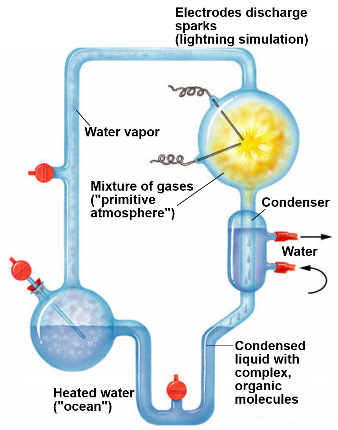 Electrodes discharge
sparks
(lightning simulation)
Water vapor
Mixture of gases
("primitive
atmosphere")
Condenser
Water
Condensed
liquid with
complex,
organic
molecules
Heated water
("ocean")